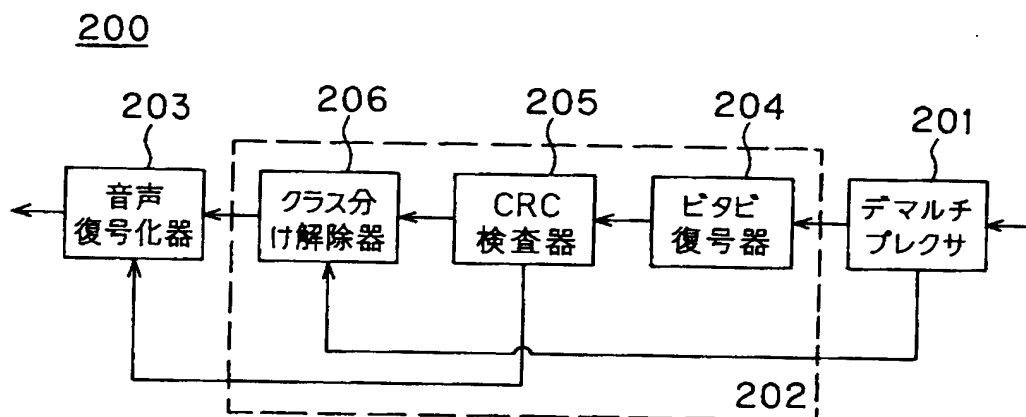 200
203
206
205
204
201
音声
復号化器
クラス分
け解除器
CRC
検査器
ビタビ
復号器
デマルチ
プレクサ
202